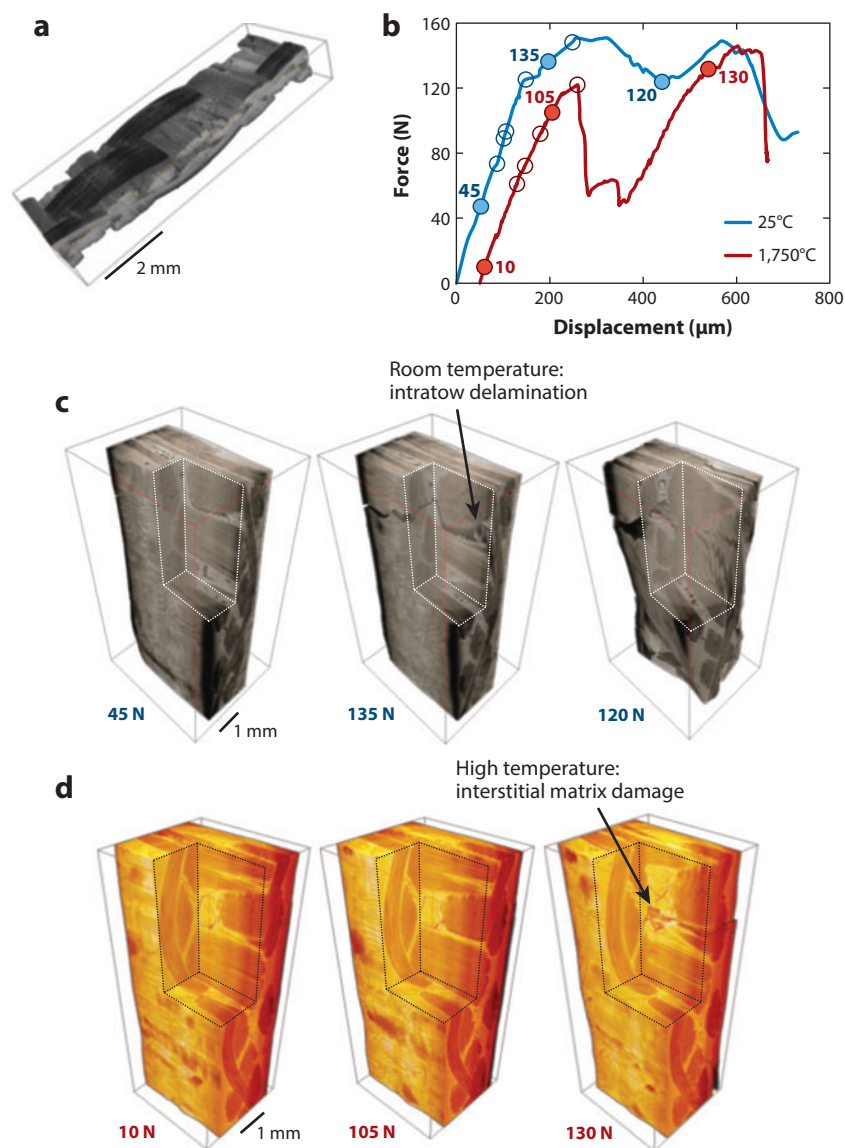 a
2 mm
b
Force (N)
160
120
80
40
0
135
105
45
10
120
130
25°C
1,750°C
0
200
400
600
800
Displacement (µm)
c
Room temperature:
intratow delamination
45 N
1 mm
135 N
120 N
d
High temperature:
interstitial matrix damage
10 N
1 mm
105 N
130 N